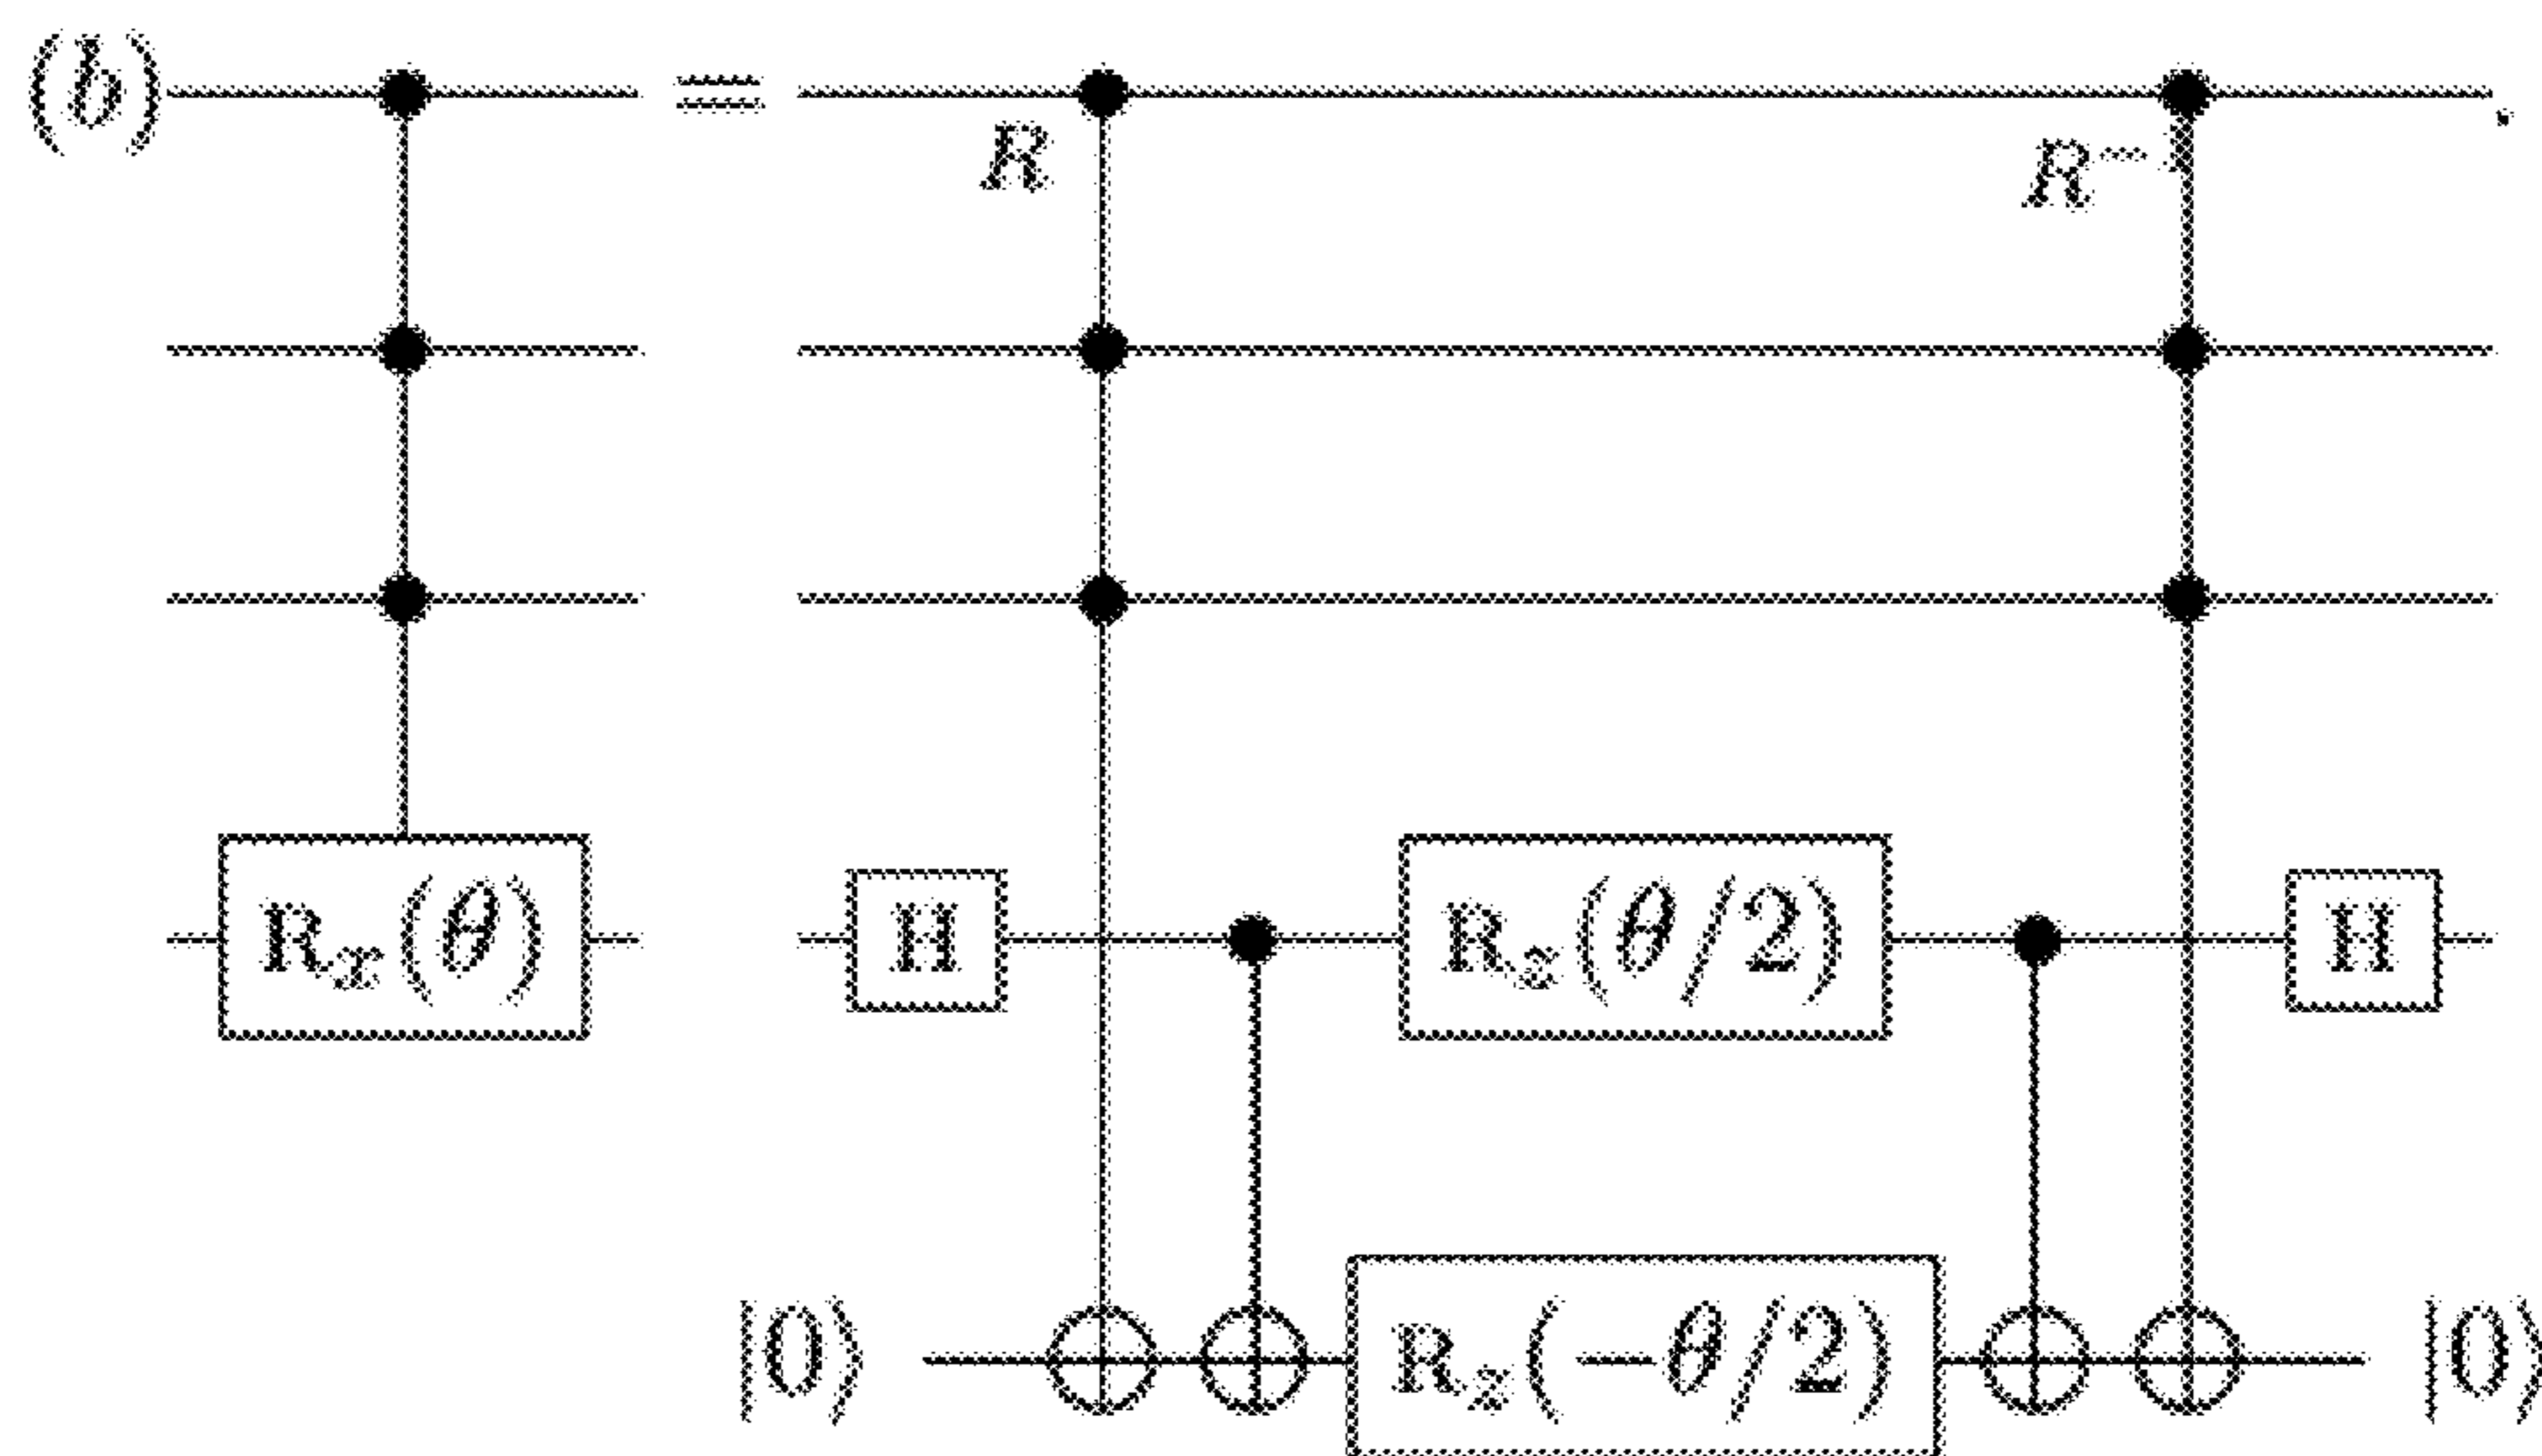 (b) = .
R R⁻¹
Rₓ(θ) H R_z(θ/2) H
|0⟩ R_z(−θ/2) |0⟩